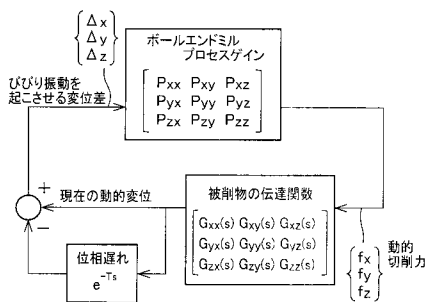 Δx
Δy
Δz
ボールエンドミル
プロセスゲイン
Pxx Pxy Pxz
Pyx Pyy Pyz
Pzx Pzy Pzz
びびり振動を
起こさせる変位差
+
現在の動的変位
−
被削物の伝達関数
Gxx(s) Gxy(s) Gxz(s)
Gyx(s) Gyy(s) Gyz(s)
Gzx(s) Gzy(s) Gzz(s)
位相遅れ
e-Ts
動的
切削力
fx
fy
fz